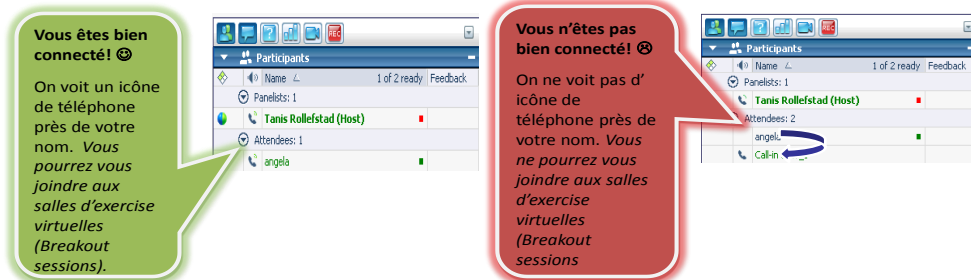 Vous êtes bien
connecté! ☺
On voit un icône
de téléphone
près de votre
nom. Vous
pourrez vous
joindre aux
salles d'exercise
virtuelles
(Breakout
sessions).
REC
Participants
Name 1 of 2 ready Feedback
Panelists: 1
Tanis Rollefstad (Host)
Attendees: 1
angela
Vous n'êtes pas
bien connecté! ☹
On ne voit pas d'
icône de
téléphone près de
votre nom. Vous
ne pourrez vous
joindre aux salles
d'exercise
virtuelles
(Breakout
sessions
REC
Participants
Name 1 of 2 ready Feedback
Panelists: 1
Tanis Rollefstad (Host)
Attendees: 2
angela
Call-in